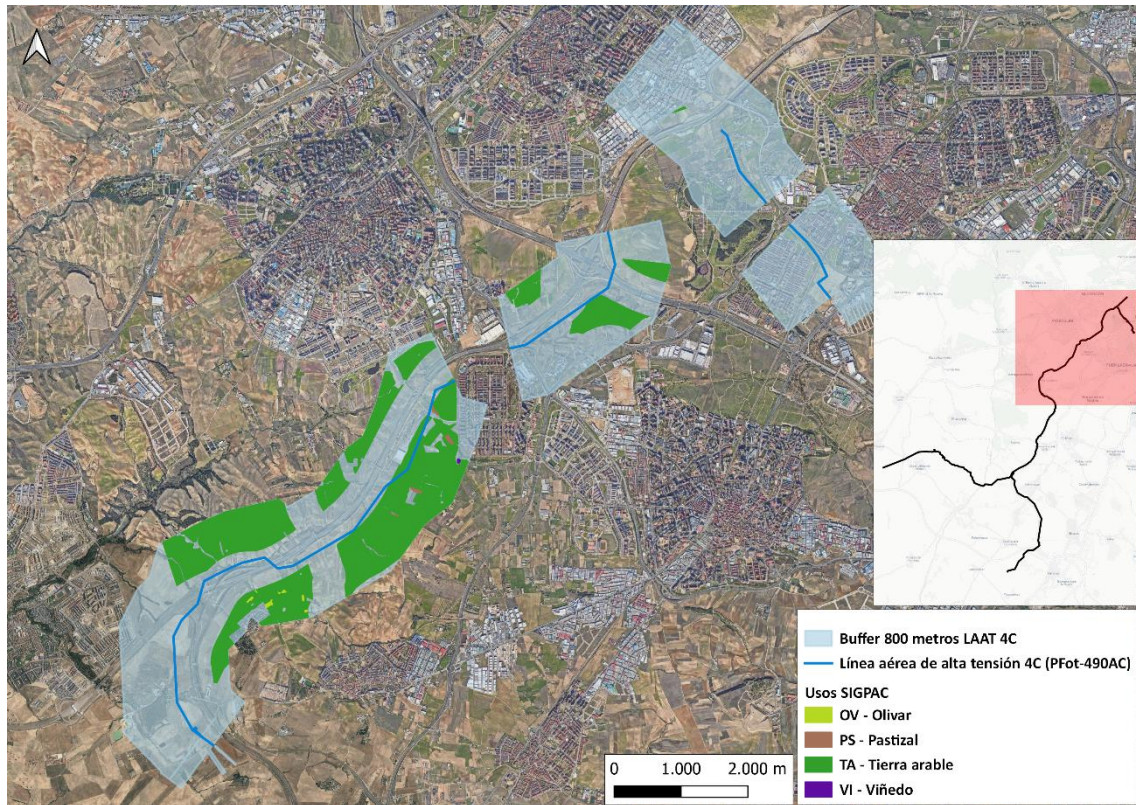 Buffer 800 metros LAAT 4C
Línea aérea de alta tensión 4C (PFot-490AC)
Usos SIGPAC
OV - Olivar
PS - Pastizal
TA - Tierra arable
VI - Viñedo
0 1.000 2.000 m